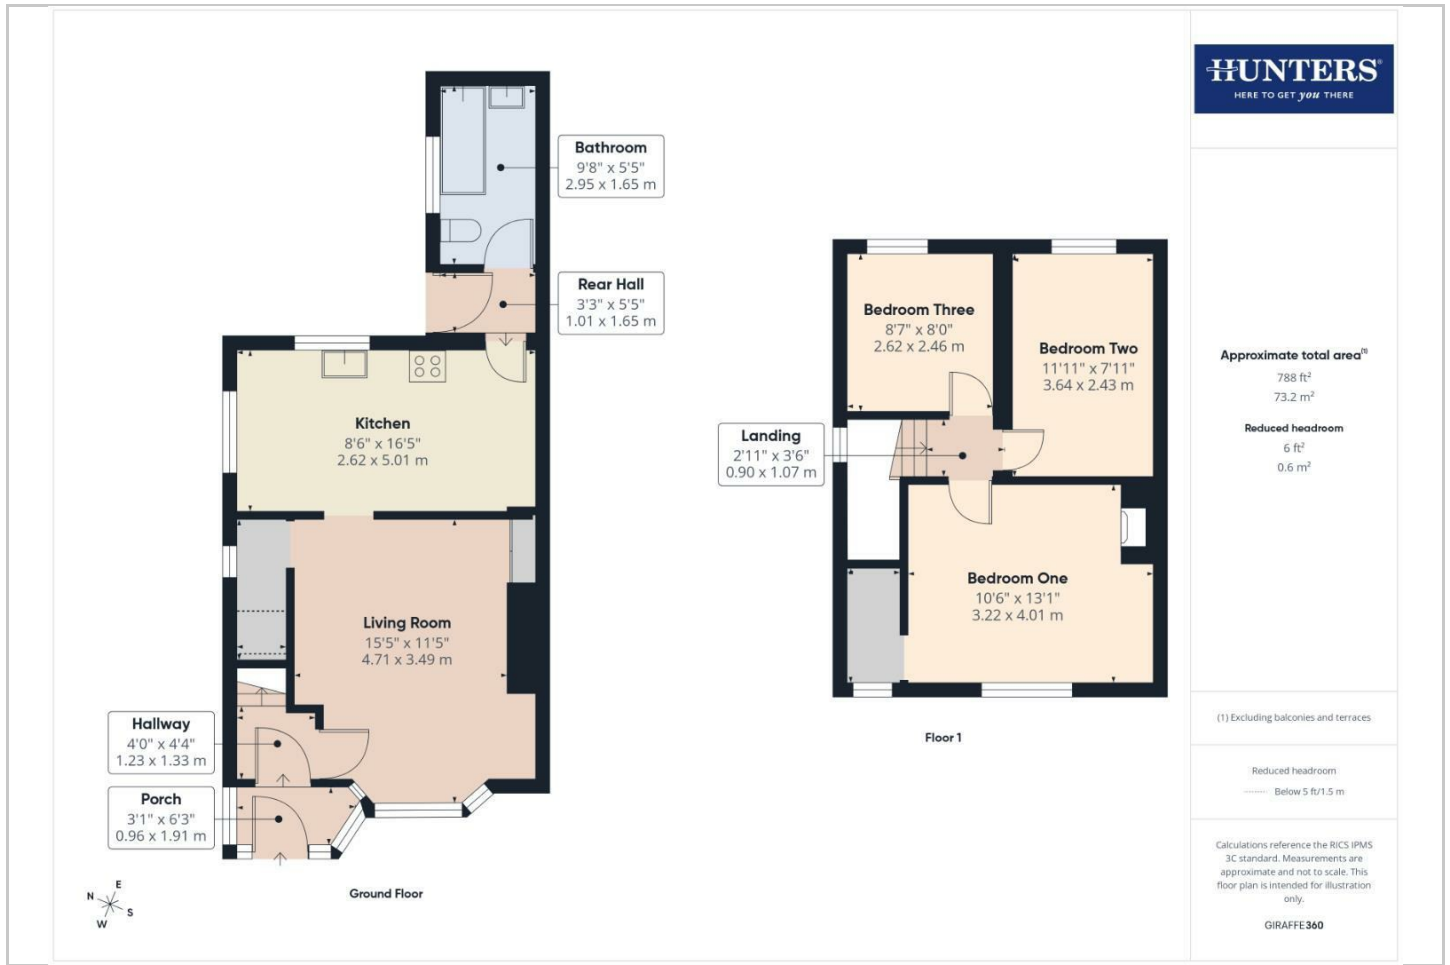 HUNTERS®
HERE TO GET you THERE
Bathroom
9'8" x 5'5"
2.95 x 1.65 m
Rear Hall
3'3" x 5'5"
1.01 x 1.65 m
Kitchen
8'6" x 16'5"
2.62 x 5.01 m
Living Room
15'5" x 11'5"
4.71 x 3.49 m
Hallway
4'0" x 4'4"
1.23 x 1.33 m
Porch
3'1" x 6'3"
0.96 x 1.91 m
Ground Floor
N
E
S
W
Bedroom Three
8'7" x 8'0"
2.62 x 2.46 m
Bedroom Two
11'11" x 7'11"
3.64 x 2.43 m
Landing
2'11" x 3'6"
0.90 x 1.07 m
Bedroom One
10'6" x 13'1"
3.22 x 4.01 m
Floor 1
Approximate total area(1)
788 ft²
73.2 m²
Reduced headroom
6 ft²
0.6 m²
(1) Excluding balconies and terraces
Reduced headroom
Below 5 ft/1.5 m
Calculations reference the RICS IPMS
3C standard. Measurements are
approximate and not to scale. This
floor plan is intended for illustration
only.
GIRAFFE360